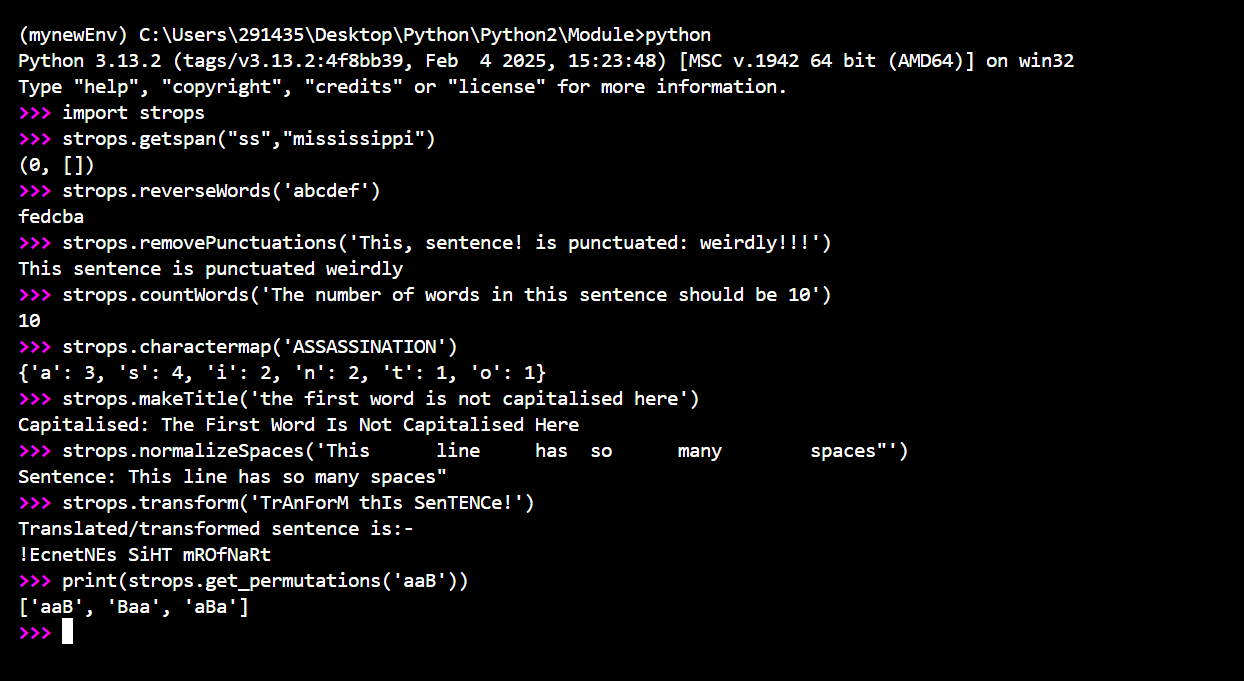 (mynewEnv) C:\Users\291435\Desktop\Python\Python2\Module>python
Python 3.13.2 (tags/v3.13.2:4f8bb39, Feb  4 2025, 15:23:48) [MSC v.1942 64 bit (AMD64)] on win32
Type "help", "copyright", "credits" or "license" for more information.
>>> import strops
>>> strops.getspan("ss","mississippi")
(0, [])
>>> strops.reverseWords('abcdef')
fedcba
>>> strops.removePunctuations('This, sentence! is punctuated: weirdly!!!')
This sentence is punctuated weirdly
>>> strops.countWords('The number of words in this sentence should be 10')
10
>>> strops.charactermap('ASSASSINATION')
{'a': 3, 's': 4, 'i': 2, 'n': 2, 't': 1, 'o': 1}
>>> strops.makeTitle('the first word is not capitalised here')
Capitalised: The First Word Is Not Capitalised Here
>>> strops.normalizeSpaces('This      line     has  so      many        spaces"')
Sentence: This line has so many spaces"
>>> strops.transform('TrAnForM thIs SenTENCe!')
Translated/transformed sentence is:-
!EcnetNEs SiHT mROfNaRt
>>> print(strops.get_permutations('aaB'))
['aaB', 'Baa', 'aBa']
>>>